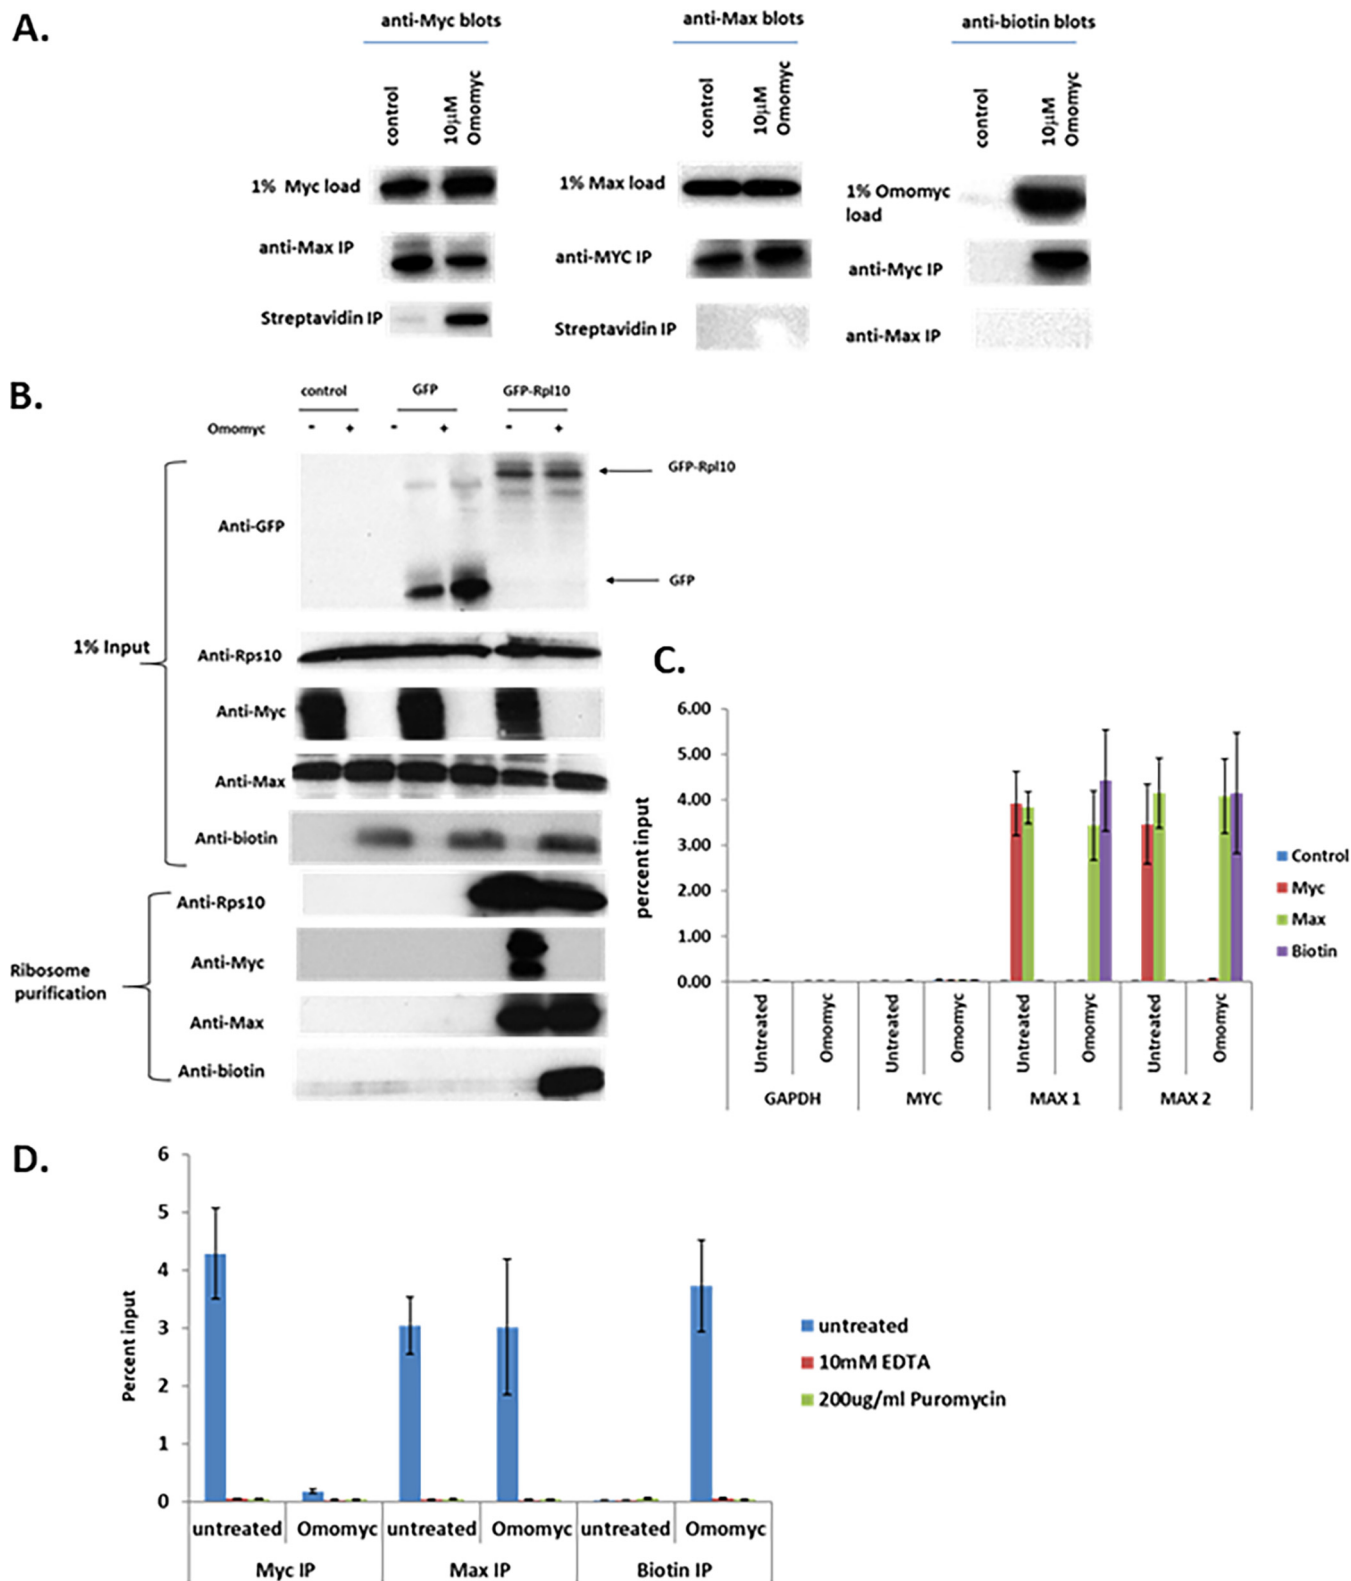 A.
anti-Myc blots
control
10µM
Omomyc
1% Myc load
anti-Max IP
Streptavidin IP
anti-Max blots
control
10µM
Omomyc
1% Max load
anti-MYC IP
Streptavidin IP
anti-biotin blots
control
10µM
Omomyc
1% Omomyc
load
anti-Myc IP
anti-Max IP
B.
control GFP GFP-Rpl10
Omomyc - + - + - +
1% Input
Anti-GFP
GFP-Rpl10
GFP
Anti-Rps10
Anti-Myc
Anti-Max
Anti-biotin
Ribosome
purification
Anti-Rps10
Anti-Myc
Anti-Max
Anti-biotin
C.
percent input
6.00
5.00
4.00
3.00
2.00
1.00
0.00
Untreated Omomyc Untreated Omomyc Untreated Omomyc Untreated Omomyc
GAPDH MYC MAX 1 MAX 2
Control
Myc
Max
Biotin
D.
Percent input
6
5
4
3
2
1
0
untreated Omomyc untreated Omomyc untreated Omomyc
Myc IP Max IP Biotin IP
untreated
10mM EDTA
200ug/ml Puromycin